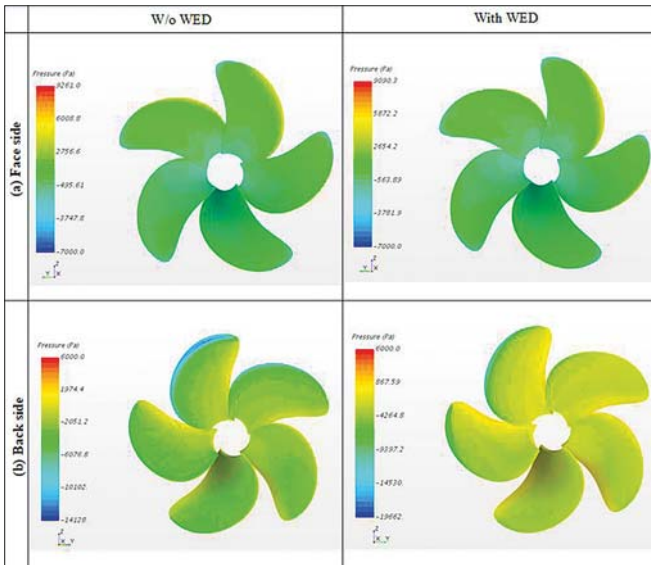 W/o WED
With WED
(a) Face side
Pressure (Pa)
9261.0
6008.8
2756.6
-495.61
-3747.8
-7000.0
Z
Y X
Pressure (Pa)
9090.3
5872.2
2654.2
-563.89
-3781.9
-7000.0
Z
Y X
(b) Back side
Pressure (Pa)
6000.0
1974.4
-2051.2
-6076.8
-10102.
-14128.
Z
X Y
Pressure (Pa)
6000.0
867.59
-4264.8
-9397.2
-14530.
-19662.
Z
X Y